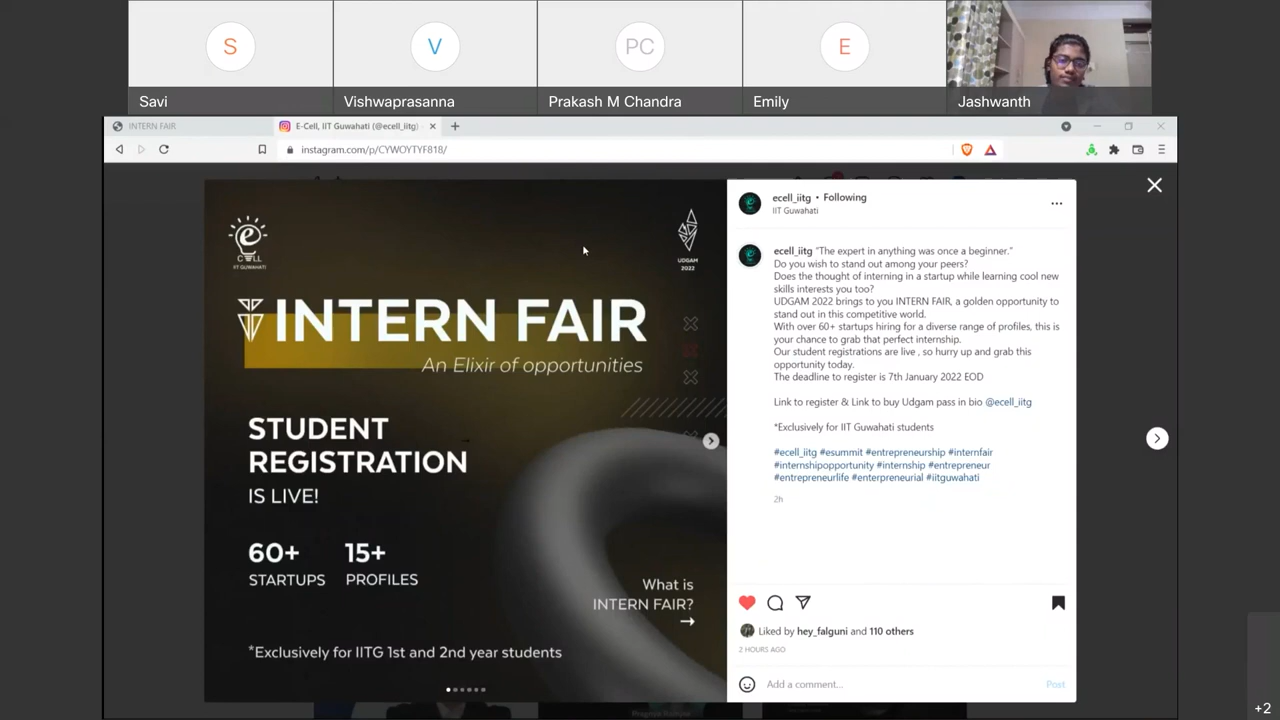 S
V
PC
E
Savi
Vishwaprasanna
Prakash M Chandra
Emily
Jashwanth
INTERN FAIR
E-Cell, IIT Guwahati (@ecell_iitg)
instagram.com/p/CYWOYTYF818/
e
CELL
IIT GUWAHATI
UDGAM
2022
INTERN FAIR
An Elixir of opportunities
STUDENT
REGISTRATION
IS LIVE!
60+ 15+
STARTUPS PROFILES
What is
INTERN FAIR?
*Exclusively for IITG 1st and 2nd year students
ecell_iitg • Following
IIT Guwahati
ecell_iitg "The expert in anything was once a beginner."
Do you wish to stand out among your peers?
Does the thought of interning in a startup while learning cool new
skills interests you too?
UDGAM 2022 brings to you INTERN FAIR, a golden opportunity to
stand out in this competitive world.
With over 60+ startups hiring for a diverse range of profiles, this is
your chance to grab that perfect internship.
Our student registrations are live , so hurry up and grab this
opportunity today.
The deadline to register is 7th January 2022 EOD
Link to register & Link to buy Udgam pass in bio @ecell_iitg
*Exclusively for IIT Guwahati students
#ecell_iitg #esummit #entrepreneurship #internfair
#internshipopportunity #internship #entrepreneur
#entrepreneurlife #enterpreneurial #iitguwahati
2h
Liked by hey_falguni and 110 others
2 HOURS AGO
Add a comment...
Post
+2